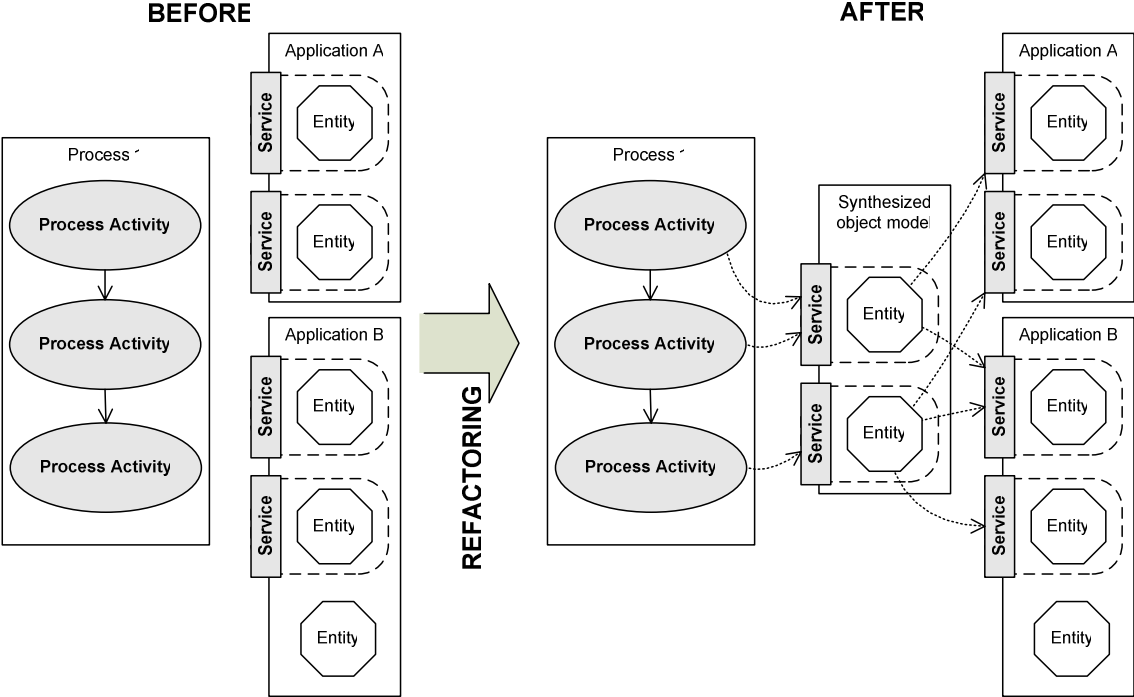 BEFORE
Application A
Service
Entity
Service
Entity
Process
Process Activity
Process Activity
Process Activity
Application B
Service
Entity
Service
Entity
Entity
REFACTORING
AFTER
Process
Process Activity
Process Activity
Process Activity
Synthesized
object model
Service
Entity
Service
Entity
Application A
Service
Entity
Service
Entity
Application B
Service
Entity
Service
Entity
Entity